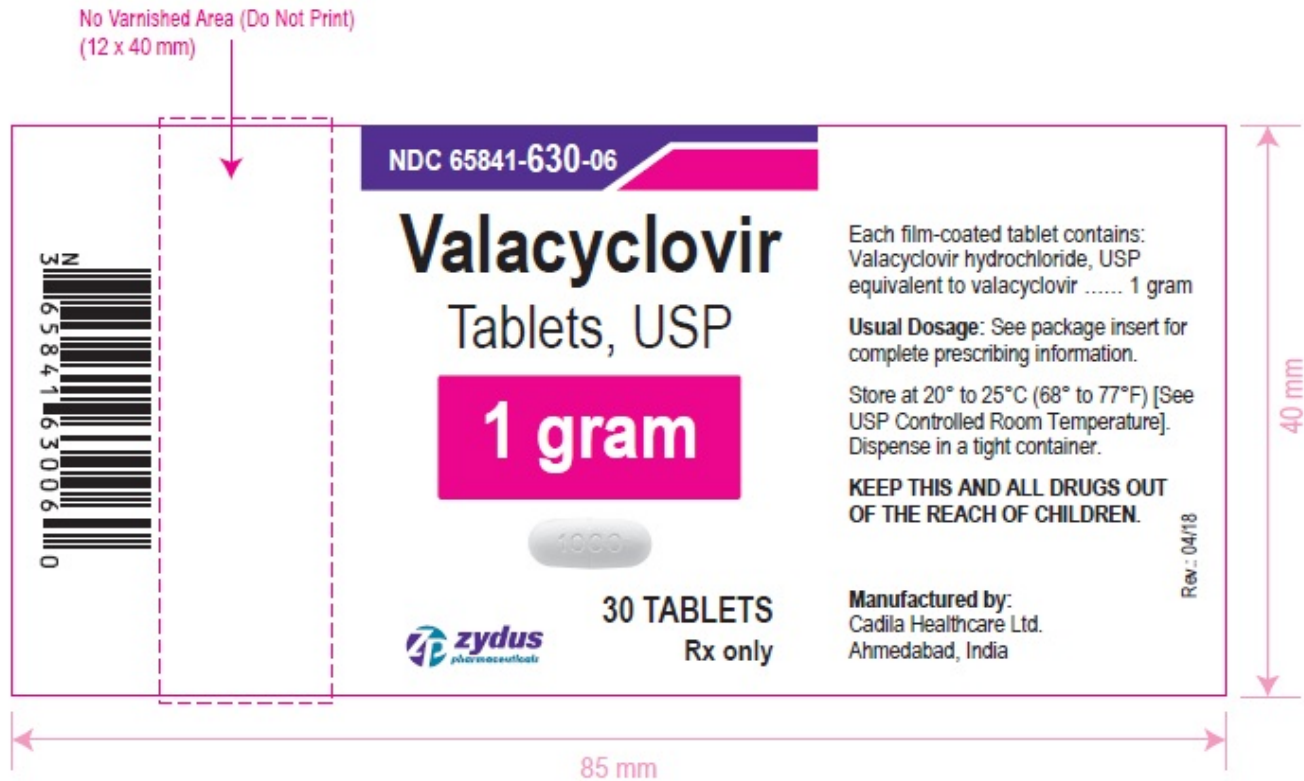 No Varnished Area (Do Not Print)
(12 x 40 mm)
N
3 65841 63006 0
NDC 65841-630-06
Valacyclovir
Tablets, USP
1 gram
1000
30 TABLETS
Rx only
zydus
pharmaceuticals
Each film-coated tablet contains:
Valacyclovir hydrochloride, USP
equivalent to valacyclovir ...... 1 gram
Usual Dosage: See package insert for
complete prescribing information.
Store at 20° to 25°C (68° to 77°F) [See
USP Controlled Room Temperature].
Dispense in a tight container.
KEEP THIS AND ALL DRUGS OUT
OF THE REACH OF CHILDREN.
Manufactured by:
Cadila Healthcare Ltd.
Ahmedabad, India
Rev.: 04/18
40 mm
85 mm